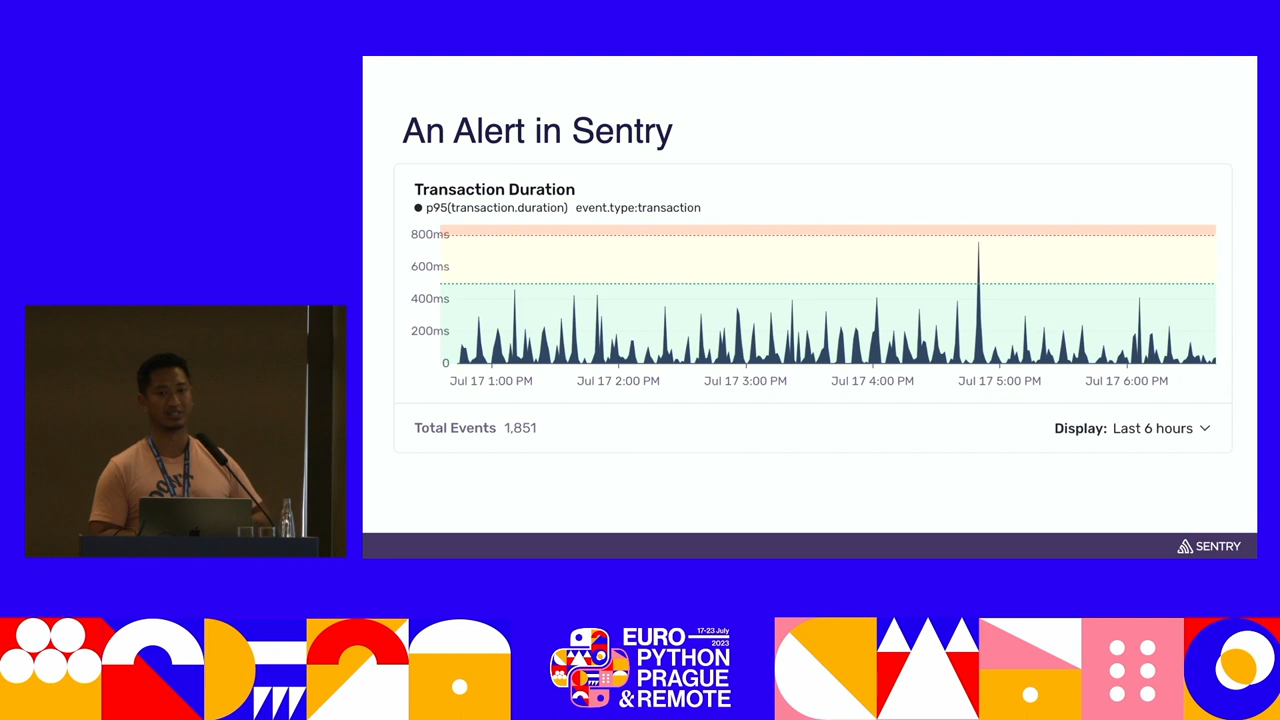 An Alert in Sentry
Transaction Duration
p95(transaction.duration) event.type:transaction
800ms
600ms
400ms
200ms
0
Jul 17 1:00 PM Jul 17 2:00 PM Jul 17 3:00 PM Jul 17 4:00 PM Jul 17 5:00 PM Jul 17 6:00 PM
Total Events 1,851
Display: Last 6 hours
SENTRY
EURO 17-23 July
2023
PYTHON
PRAGUE
&REMOTE